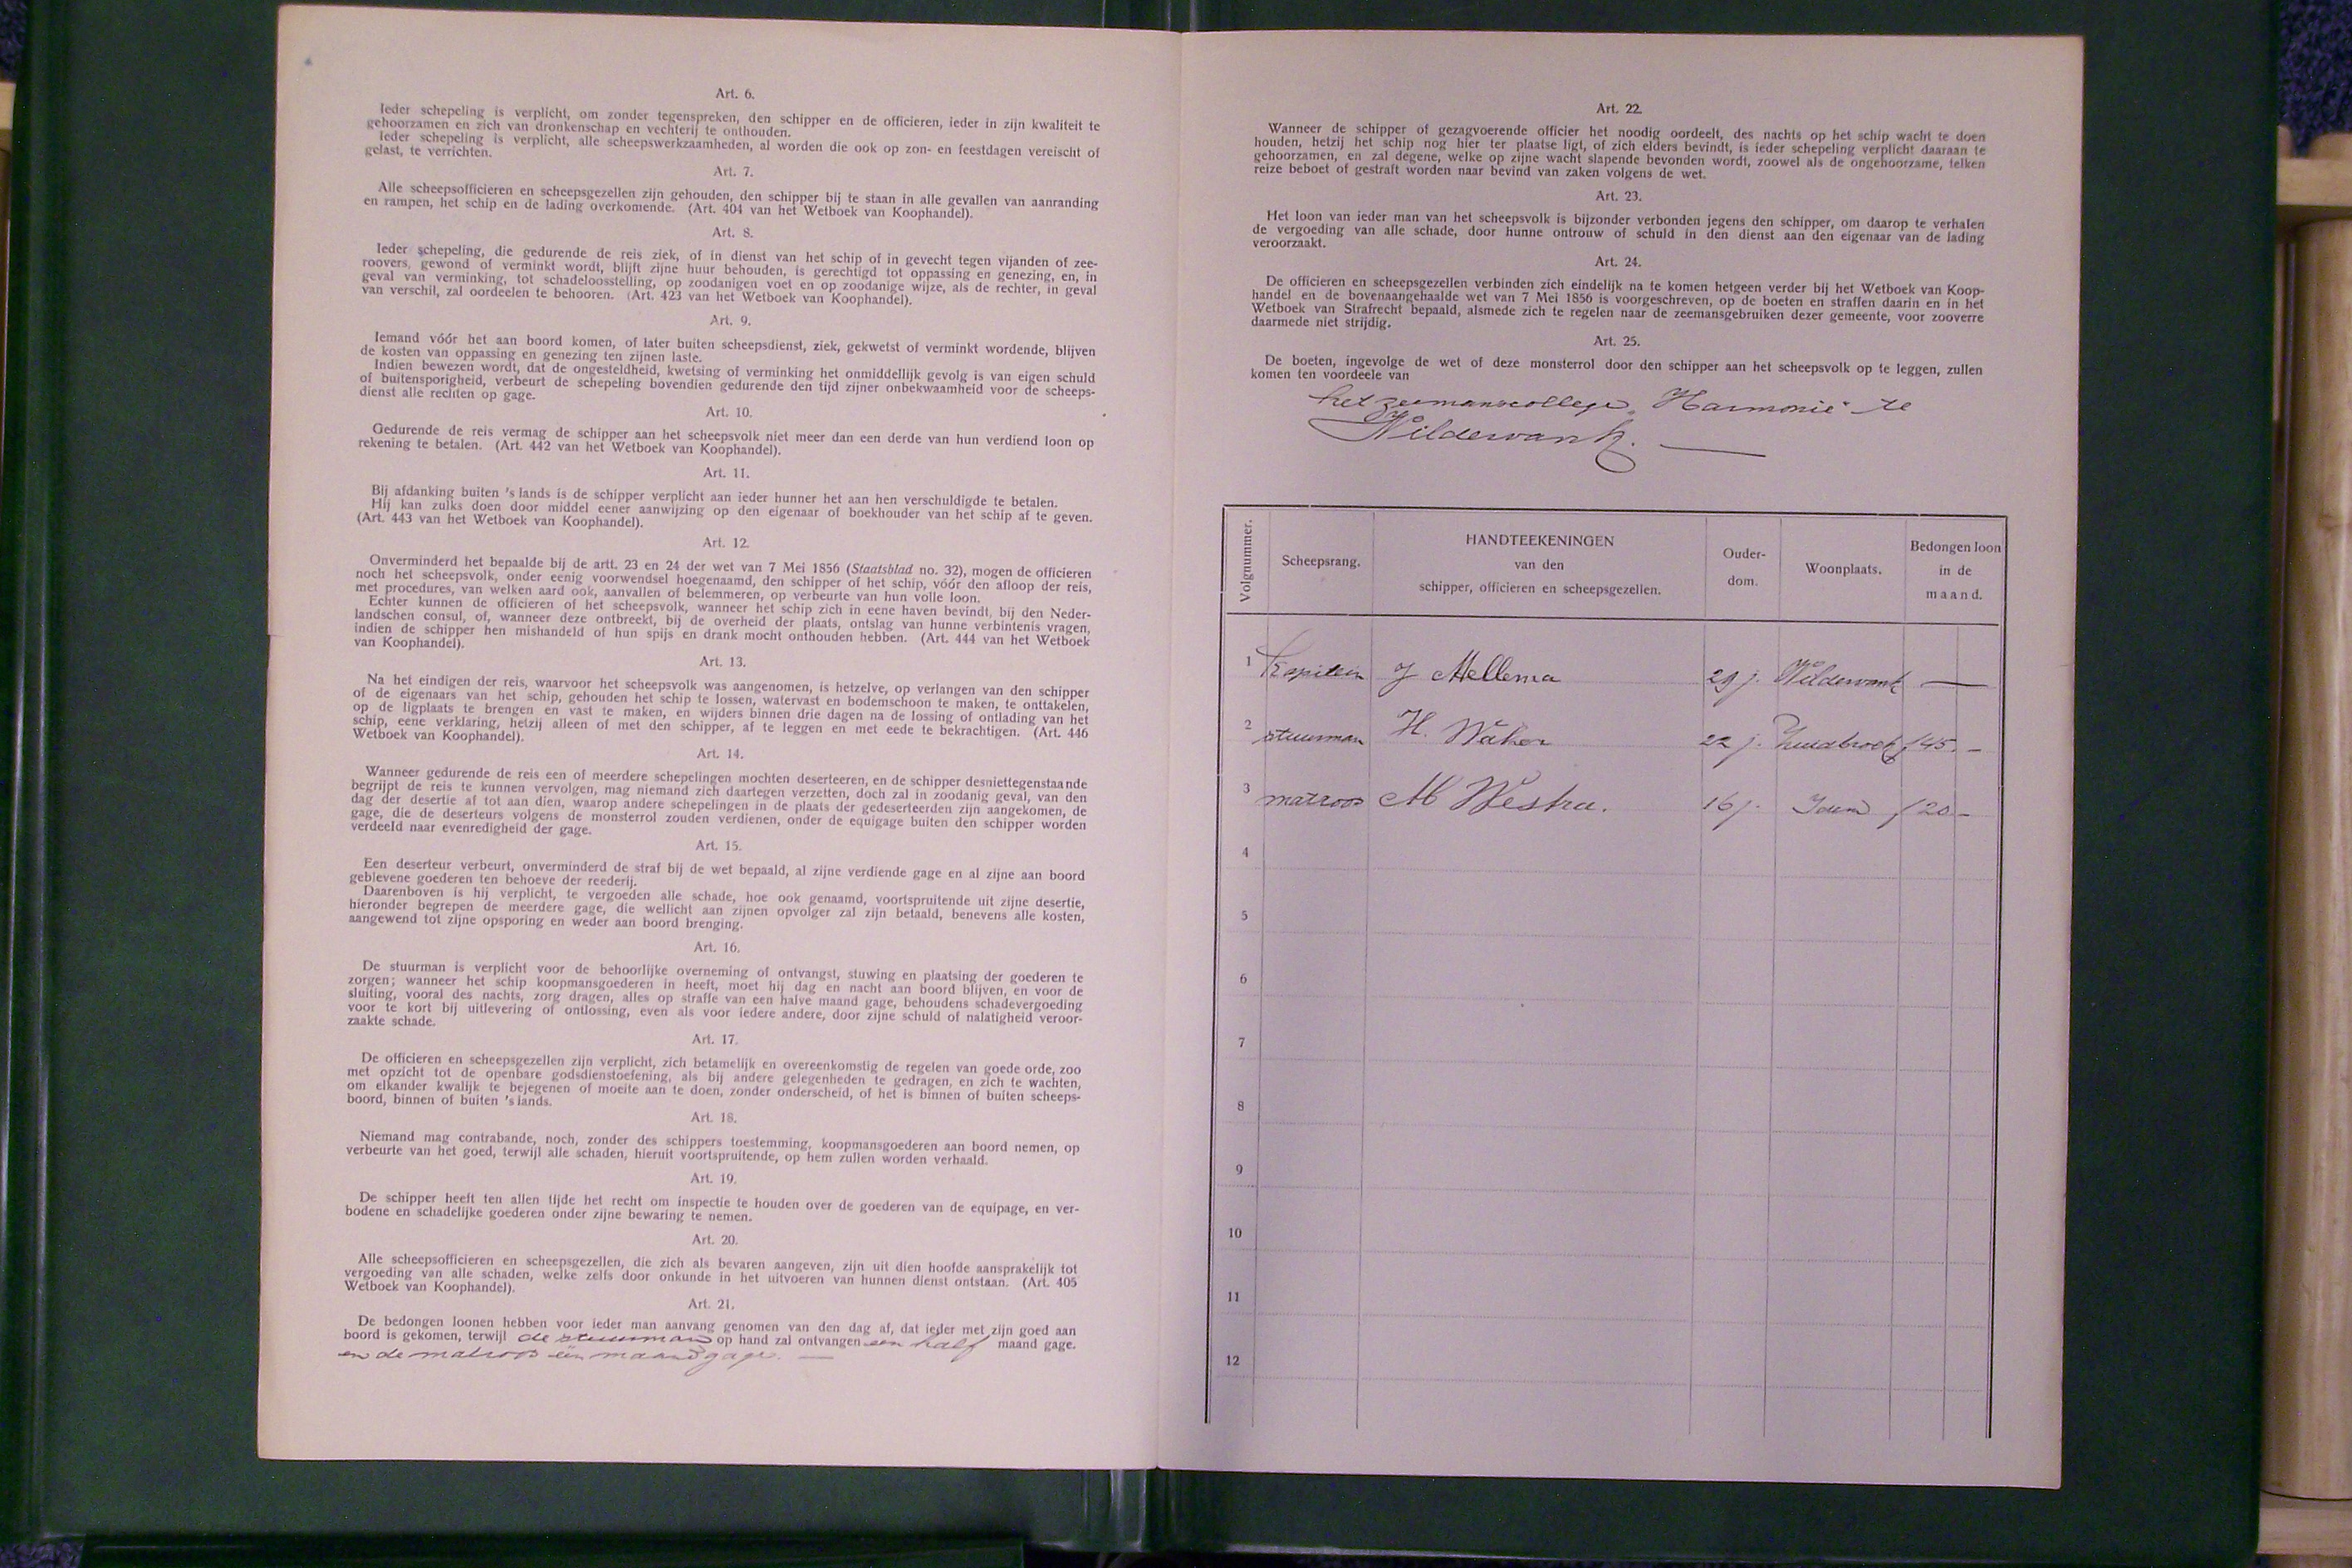 Art. 6.
Ieder schepeling is verplicht, om zonder tegenspreken, den schipper en de officieren, ieder in zijn kwaliteit te
gehoorzamen en zich van dronkenschap en vechterij te onthouden.
Ieder schepeling is verplicht, alle scheepswerkzaamheden, al worden die ook op zon- en feestdagen vereischt of
gelast, te verrichten.
Art. 7.
Alle scheepsofficieren en scheepsgezellen zijn gehouden, den schipper bij te staan in alle gevallen van aanranding
en rampen, het schip en de lading overkomende. (Art. 404 van het Wetboek van Koophandel).
Art. 8.
Ieder schepeling, die gedurende de reis ziek, of in dienst van het schip of in gevecht tegen vijanden of zee-
roovers, gewond of verminkt wordt, blijft zijne huur behouden, is gerechtigd tot oppassing en genezing, en, in
geval van verminking, tot schadeloosstelling, op zoodanigen voet en op zoodanige wijze, als de rechter, in geval
van verschil, zal oordeelen te behooren. (Art. 423 van het Wetboek van Koophandel).
Art. 9.
Iemand vóór het aan boord komen, of later buiten scheepsdienst, ziek, gekwetst of verminkt wordende, blijven
de kosten van oppassing en genezing ten zijnen laste.
Indien bewezen wordt, dat de ongesteldheid, kwetsing of verminking het onmiddellijk gevolg is van eigen schuld
of buitensporigheid, verbeurt de schepeling bovendien gedurende den tijd zijner onbekwaamheid voor de scheeps-
dienst alle rechten op gage.
Art. 10.
Gedurende de reis vermag de schipper aan het scheepsvolk niet meer dan een derde van hun verdiend loon op
rekening te betalen. (Art. 442 van het Wetboek van Koophandel).
Art. 11.
Bij afdanking buiten 's lands is de schipper verplicht aan ieder hunner het aan hen verschuldigde te betalen.
Hij kan zulks doen door middel eener aanwijzing op den eigenaar of boekhouder van het schip af te geven.
(Art. 443 van het Wetboek van Koophandel).
Art. 12.
Onverminderd het bepaalde bij de artt. 23 en 24 der wet van 7 Mei 1856 (Staatsblad no. 32), mogen de officieren
noch het scheepsvolk, onder eenig voorwendsel hoegenaamd, den schipper of het schip, vóór den afloop der reis,
met procedures, van welken aard ook, aanvallen of belemmeren, op verbeurte van hun volle loon.
Echter kunnen de officieren of het scheepsvolk, wanneer het schip zich in eene haven bevindt, bij den Neder-
landschen consul, of, wanneer deze ontbreekt, bij de overheid der plaats, ontslag van hunne verbintenis vragen,
indien de schipper hen mishandeld of hun spijs en drank mocht onthouden hebben. (Art. 444 van het Wetboek
van Koophandel).
Art. 13.
Na het eindigen der reis, waarvoor het scheepsvolk was aangenomen, is hetzelve, op verlangen van den schipper
of de eigenaars van het schip, gehouden het schip te lossen, watervast en bodemschoon te maken, te onttakelen,
op de ligplaats te brengen en vast te maken, en wijders binnen drie dagen na de lossing of ontlading van het
schip, eene verklaring, hetzij alleen of met den schipper, af te leggen en met eede te bekrachtigen. (Art. 446
Wetboek van Koophandel).
Art. 14.
Wanneer gedurende de reis een of meerdere schepelingen mochten deserteeren, en de schipper desniettegenstaande
begrijpt de reis te kunnen vervolgen, mag niemand zich daartegen verzetten, doch zal in zoodanig geval, van den
dag der desertie af tot aan dien, waarop andere schepelingen in de plaats der gedeserteerden zijn aangekomen, de
gage, die de deserteurs volgens de monsterrol zouden verdienen, onder de equigage buiten den schipper worden
verdeeld naar evenredigheid der gage.
Art. 15.
Een deserteur verbeurt, onverminderd de straf bij de wet bepaald, al zijne verdiende gage en al zijne aan boord
geblevene goederen ten behoeve der reederij.
Daarenboven is hij verplicht, te vergoeden alle schade, hoe ook genaamd, voortspruitende uit zijne desertie,
hieronder begrepen de meerdere gage, die wellicht aan zijnen opvolger zal zijn betaald, benevens alle kosten,
aangewend tot zijne opsporing en weder aan boord brenging.
Art. 16.
De stuurman is verplicht voor de behoorlijke overneming of ontvangst, stuwing en plaatsing der goederen te
zorgen; wanneer het schip koopmansgoederen in heeft, moet hij dag en nacht aan boord blijven, en voor de
sluiting, vooral des nachts, zorg dragen, alles op straffe van een halve maand gage, behoudens schadevergoeding
voor te kort bij uitlevering of ontlossing, even als voor iedere andere, door zijne schuld of nalatigheid veroor-
zaakte schade.
Art. 17.
De officieren en scheepsgezellen zijn verplicht, zich betamelijk en overeenkomstig de regelen van goede orde, zoo
met opzicht tot de openbare godsdienstoefening, als bij andere gelegenheden te gedragen, en zich te wachten,
om elkander kwalijk te bejegenen of moeite aan te doen, zonder onderscheid, of het is binnen of buiten scheeps-
boord, binnen of buiten 's lands.
Art. 18.
Niemand mag contrabande, noch, zonder des schippers toestemming, koopmansgoederen aan boord nemen, op
verbeurte van het goed, terwijl alle schaden, hieruit voortspruitende, op hem zullen worden verhaald.
Art. 19.
De schipper heeft ten allen tijde het recht om inspectie te houden over de goederen van de equipage, en ver-
bodene en schadelijke goederen onder zijne bewaring te nemen.
Art. 20.
Alle scheepsofficieren en scheepsgezellen, die zich als bevaren aangeven, zijn uit dien hoofde aansprakelijk tot
vergoeding van alle schaden, welke zelfs door onkunde in het uitvoeren van hunnen dienst ontstaan. (Art. 405
Wetboek van Koophandel).
Art. 21.
De bedongen loonen hebben voor ieder man aanvang genomen van den dag af, dat ieder met zijn goed aan
boord is gekomen, terwijl de stuurman op hand zal ontvangen een half maand gage.
en de matroos één maand gage. —
Art. 22.
Wanneer de schipper of gezagvoerende officier het noodig oordeelt, des nachts op het schip wacht te doen
houden, hetzij het schip nog hier ter plaatse ligt, of zich elders bevindt, is ieder schepeling verplicht daaraan te
gehoorzamen, en zal degene, welke op zijne wacht slapende bevonden wordt, zoowel als de ongehoorzame, telken
reize beboet of gestraft worden naar bevind van zaken volgens de wet.
Art. 23.
Het loon van ieder man van het scheepsvolk is bijzonder verbonden jegens den schipper, om daarop te verhalen
de vergoeding van alle schade, door hunne ontrouw of schuld in den dienst aan den eigenaar van de lading
veroorzaakt.
Art. 24.
De officieren en scheepsgezellen verbinden zich eindelijk na te komen hetgeen verder bij het Wetboek van Koop-
handel en de bovenaangehaalde wet van 7 Mei 1856 is voorgeschreven, op de boeten en straffen daarin en in het
Wetboek van Strafrecht bepaald, alsmede zich te regelen naar de zeemansgebruiken dezer gemeente, voor zooverre
daarmede niet strijdig.
Art. 25.
De boeten, ingevolge de wet of deze monsterrol door den schipper aan het scheepsvolk op te leggen, zullen
komen ten voordeele van
het zeemanscollege „Harmonie" te
Wildervank. —
Volgnummer. Scheepsrang. HANDTEEKENINGEN van den schipper, officieren en scheepsgezellen. Ouder-dom. Woonplaats. Bedongen loon in de maand.
1 Kapitein J Mellema 29 j. Wildervank —
2 stuurman H. Waker 22 j. Zuidbroek f 45. -
3 matroos M Westra. 16 j. f 20. -
4
5
6
7
8
9
10
11
12